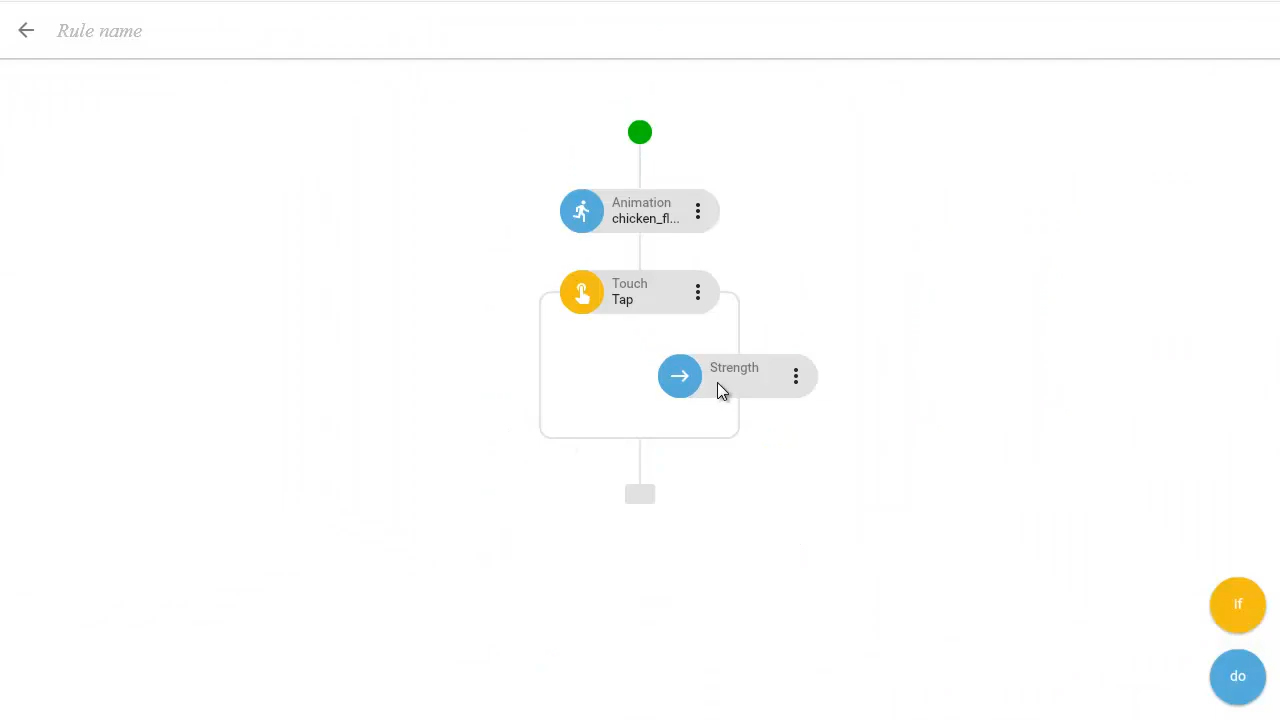 Rule name
Animation
chicken_fl...
Touch
Tap
Strength
if
do